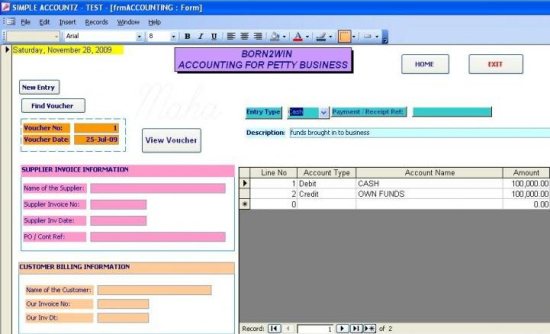 SIMPLE ACCOUNTZ - TEST - [frmACCOUNTING : Form]
File Edit Insert Records Window Help
Arial 8 B I U
Saturday, November 28, 2009
BORN2WIN
ACCOUNTING FOR PETTY BUSINESS
HOME
EXIT
New Entry
Find Voucher
Maha
Voucher No: 1
Voucher Date: 25-Jul-09
View Voucher
Entry Type Cash Payment / Receipt Ref:
Description: funds brought in to business
SUPPLIER INVOICE INFORMATION
Name of the Supplier:
Supplier Invoice No:
Supplier Inv Date:
PO / Cont Ref:
Line No Account Type Account Name Amount
1 Debit CASH 100,000.00
2 Credit OWN FUNDS 100,000.00
0.00
CUSTOMER BILLING INFORMATION
Name of the Customer:
Our Invoice No:
Our Inv Dt:
Record: 1 of 2